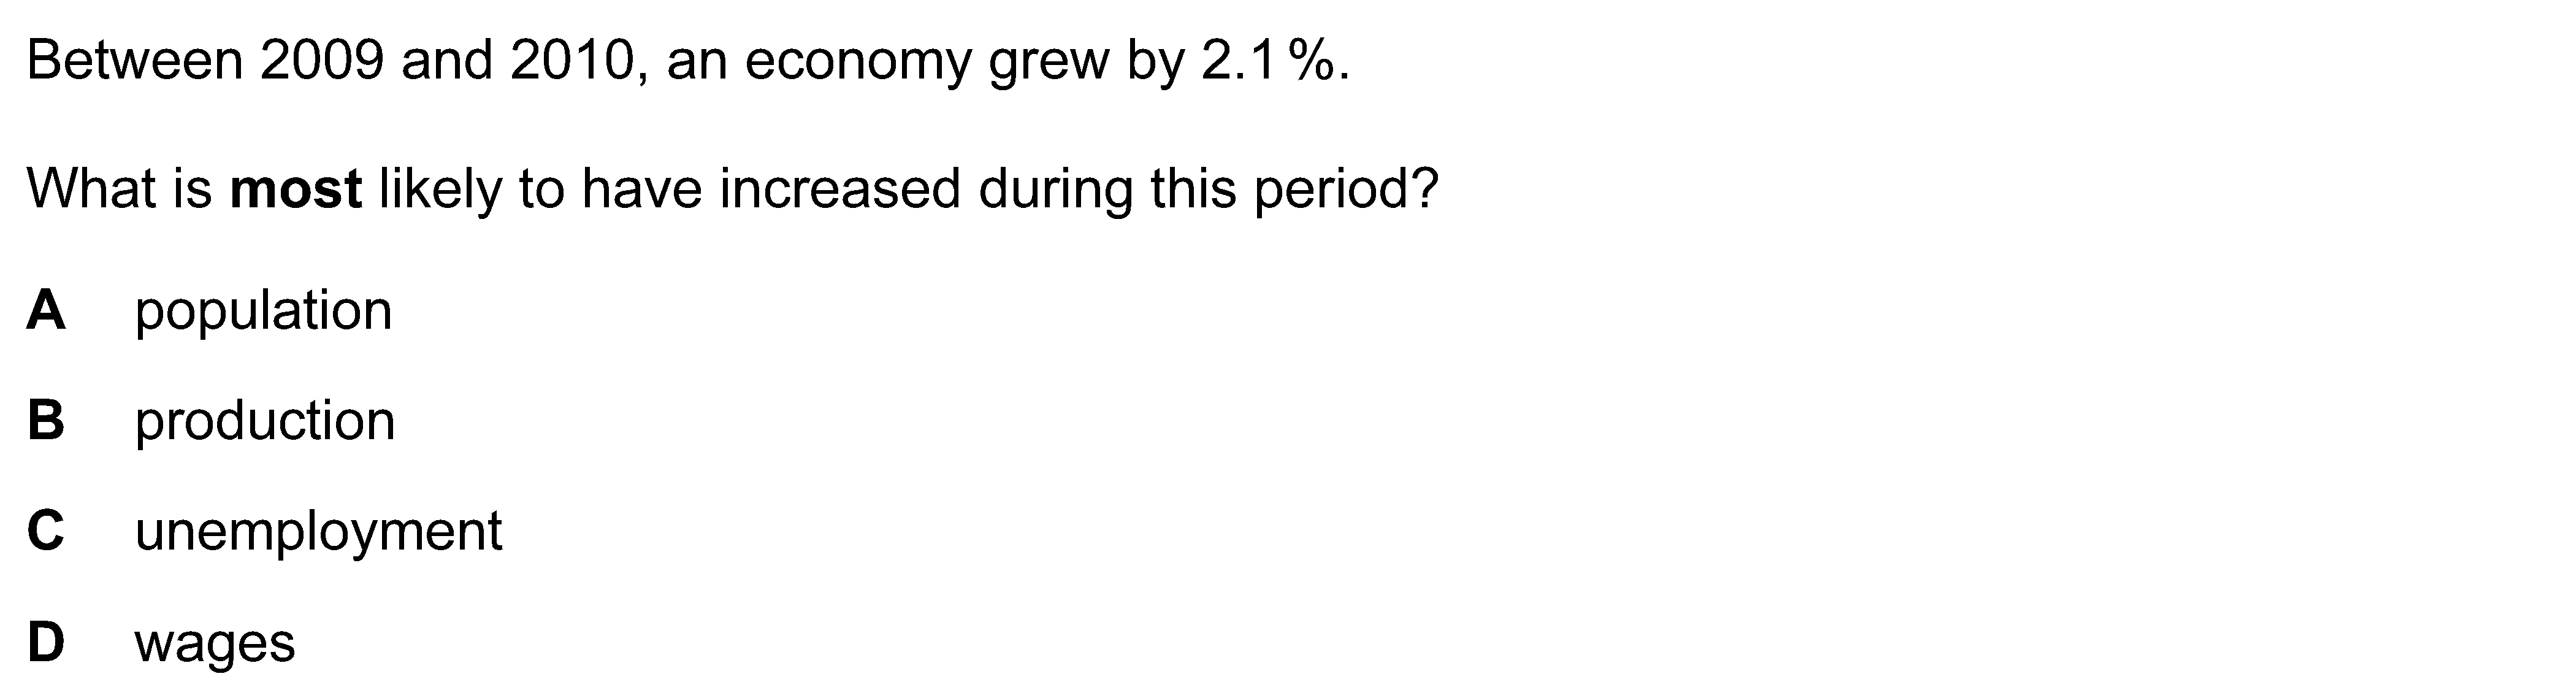 Between 2009 and 2010, an economy grew by 2.1%.
What is most likely to have increased during this period?
A population
B production
C unemployment
D wages